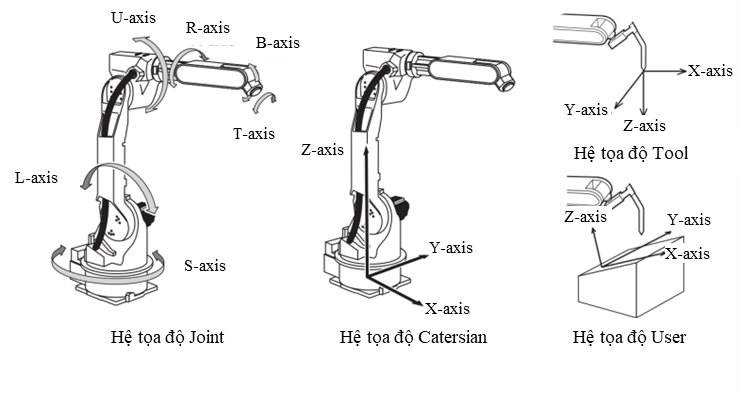 U-axis
R-axis
B-axis
T-axis
L-axis
S-axis
Hệ tọa độ Joint
Z-axis
Y-axis
X-axis
Hệ tọa độ Catersian
X-axis
Y-axis
Z-axis
Hệ tọa độ Tool
Z-axis
Y-axis
X-axis
Hệ tọa độ User